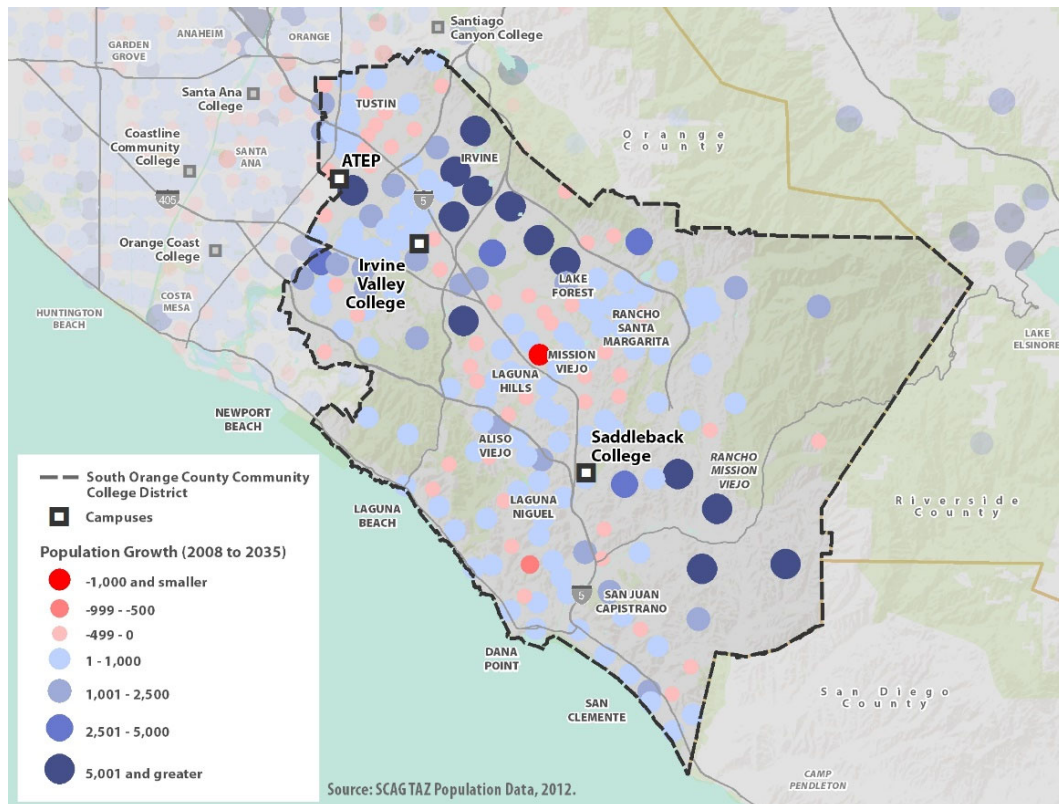 Santiago
Canyon College
ANAHEIM
ORANGE
GARDEN
GROVE
Santa Ana
College
TUSTIN
Coastline
Community
College
SANTA
ANA
ATEP
IRVINE
Orange
County
405
5
Orange Coast
College
Irvine
Valley
College
COSTA
MESA
HUNTINGTON
BEACH
LAKE
FOREST
RANCHO
SANTA
MARGARITA
LAKE
ELSINORE
MISSION
VIEJO
LAGUNA
HILLS
NEWPORT
BEACH
ALISO
VIEJO
Saddleback
College
RANCHO
MISSION
VIEJO
Riverside
County
LAGUNA
NIGUEL
LAGUNA
BEACH
5
SAN JUAN
CAPISTRANO
DANA
POINT
SAN
CLEMENTE
San Diego
County
CAMP
PENDLETON
South Orange County Community
College District
Campuses
Population Growth (2008 to 2035)
-1,000 and smaller
-999 - -500
-499 - 0
1 - 1,000
1,001 - 2,500
2,501 - 5,000
5,001 and greater
Source: SCAG TAZ Population Data, 2012.